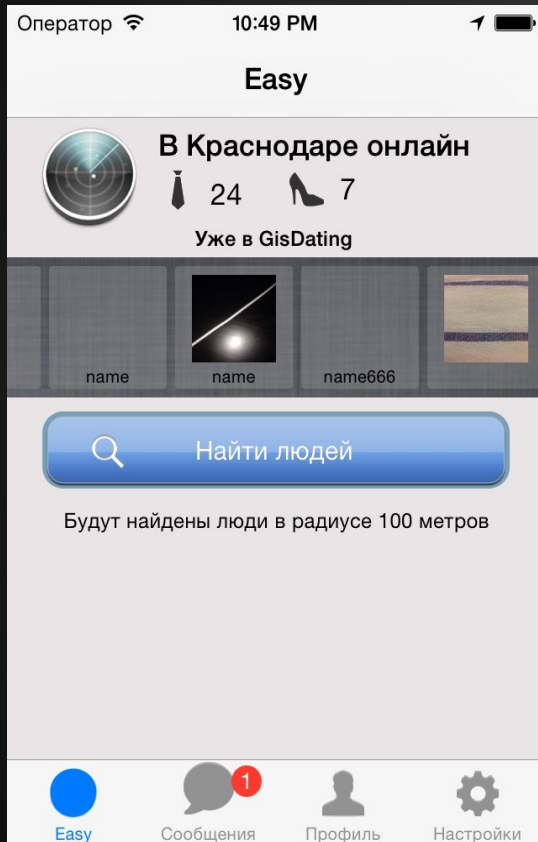 Оператор 10:49 PM
Easy
В Краснодаре онлайн
24 7
Уже в GisDating
name name name666
Найти людей
Будут найдены люди в радиусе 100 метров
1
Easy Сообщения Профиль Настройки